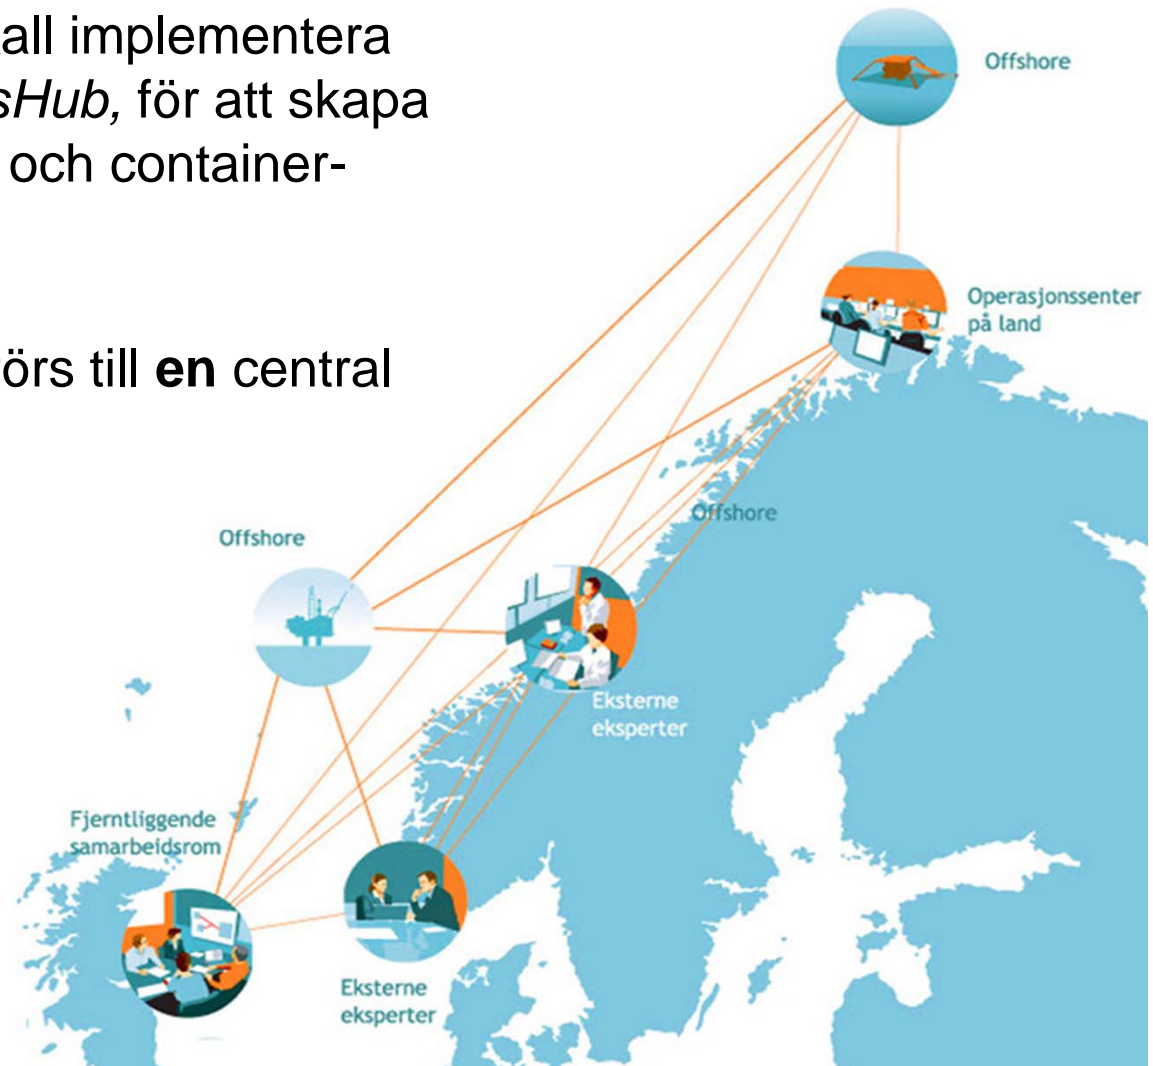 all implementera
sHub, för att skapa
och container-
örs till en central
Offshore
Operasjonssenter
på land
Offshore
Offshore
Eksterne
eksperter
Fjerntliggende
samarbeidsrom
Eksterne
eksperter